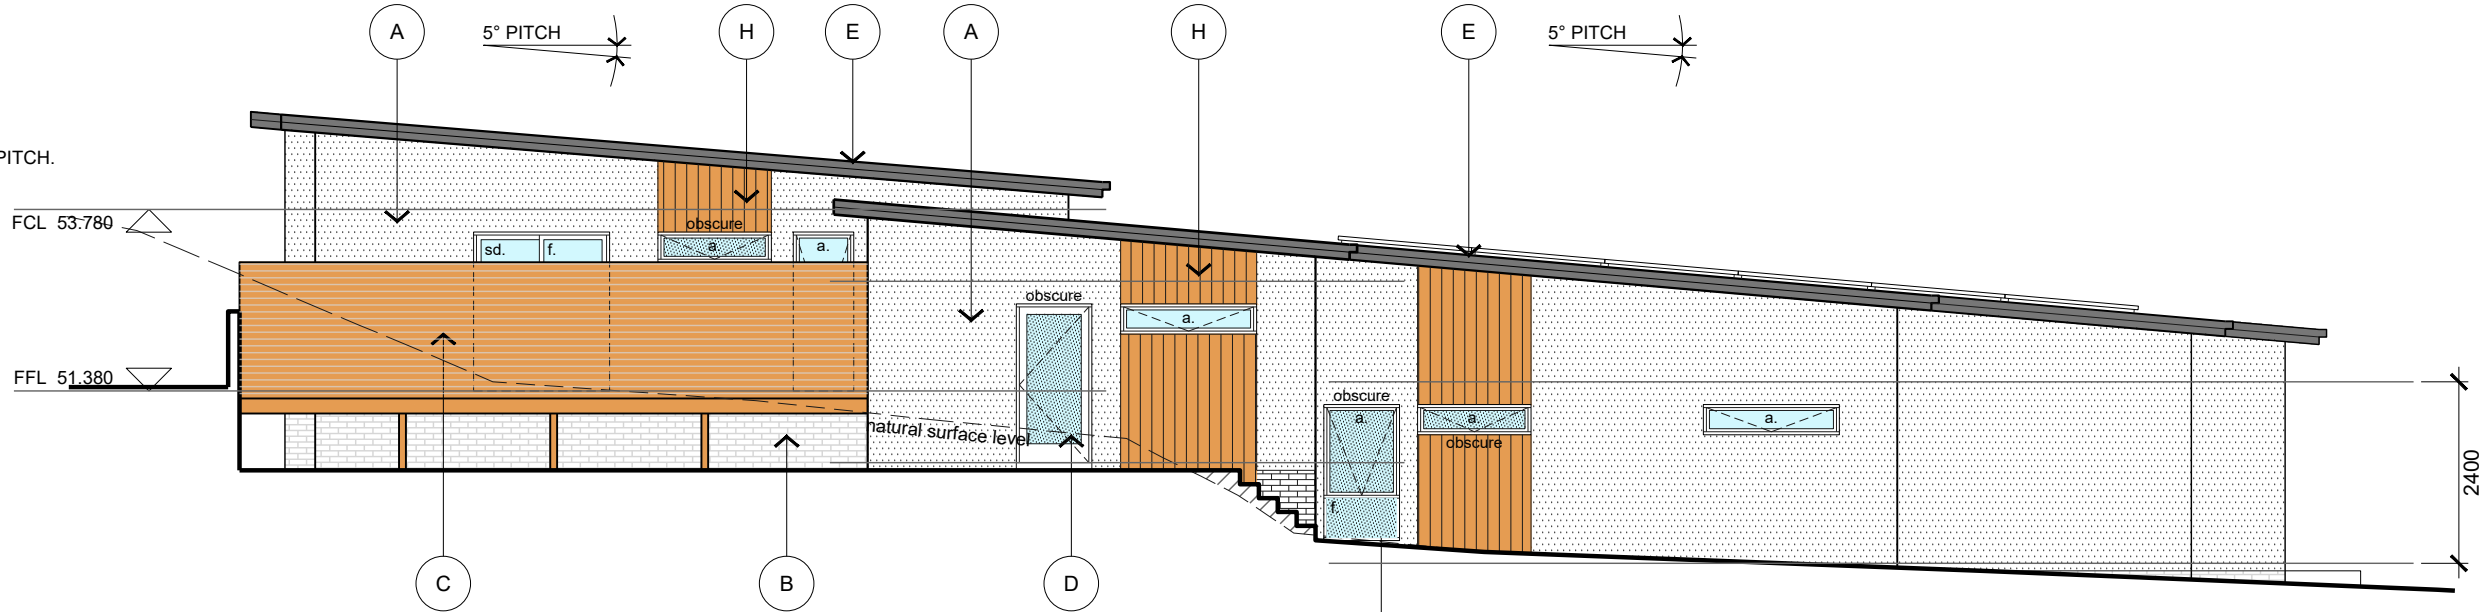 A
5° PITCH
H
E
A
H
E
5° PITCH
PITCH.
FCL 53.780
obscure
sd.
f.
a.
a.
obscure
a.
FFL 51.380
obscure
a.
a.
obscure
a.
natural surface level
f.
2400
C
B
D